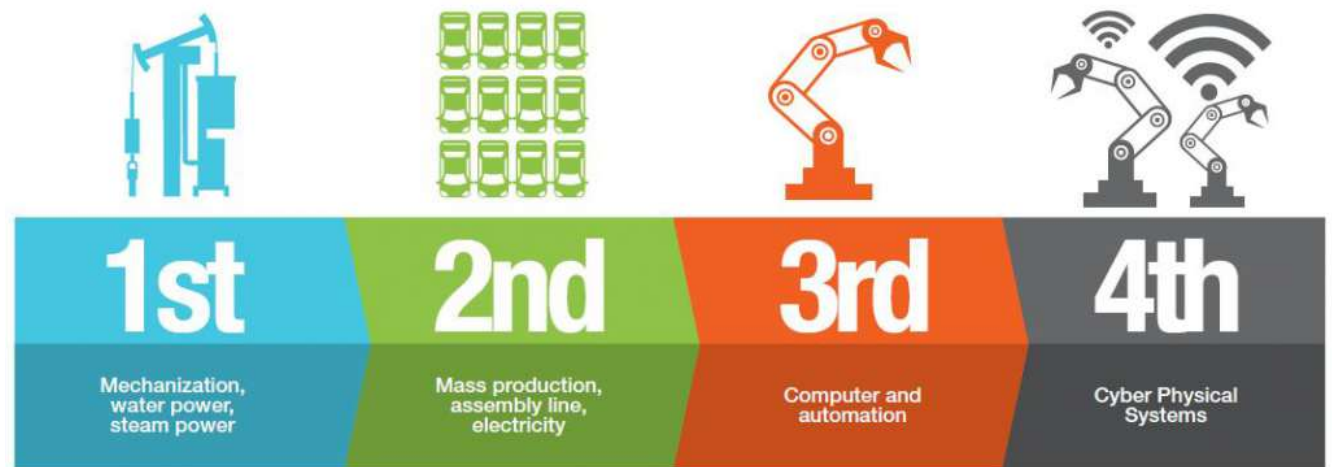 1st
Mechanization,
water power,
steam power
2nd
Mass production,
assembly line,
electricity
3rd
Computer and
automation
4th
Cyber Physical
Systems